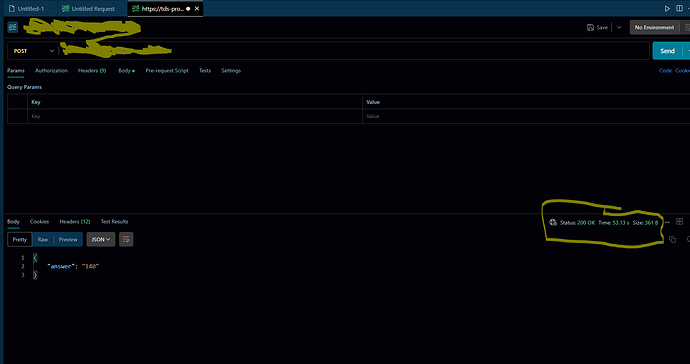 Untitled-1
Untitled Request
https://tds-pro...
Save
No Environment
POST
Send
Params Authorization Headers (9) Body Pre-request Script Tests Settings
Code Cookies
Query Params
Key Value
Key Value
Body Cookies Headers (12) Test Results
Status: 200 OK Time: 53.13 s Size: 361 B
Pretty Raw Preview JSON
1 {
2 "answer": "140"
3 }